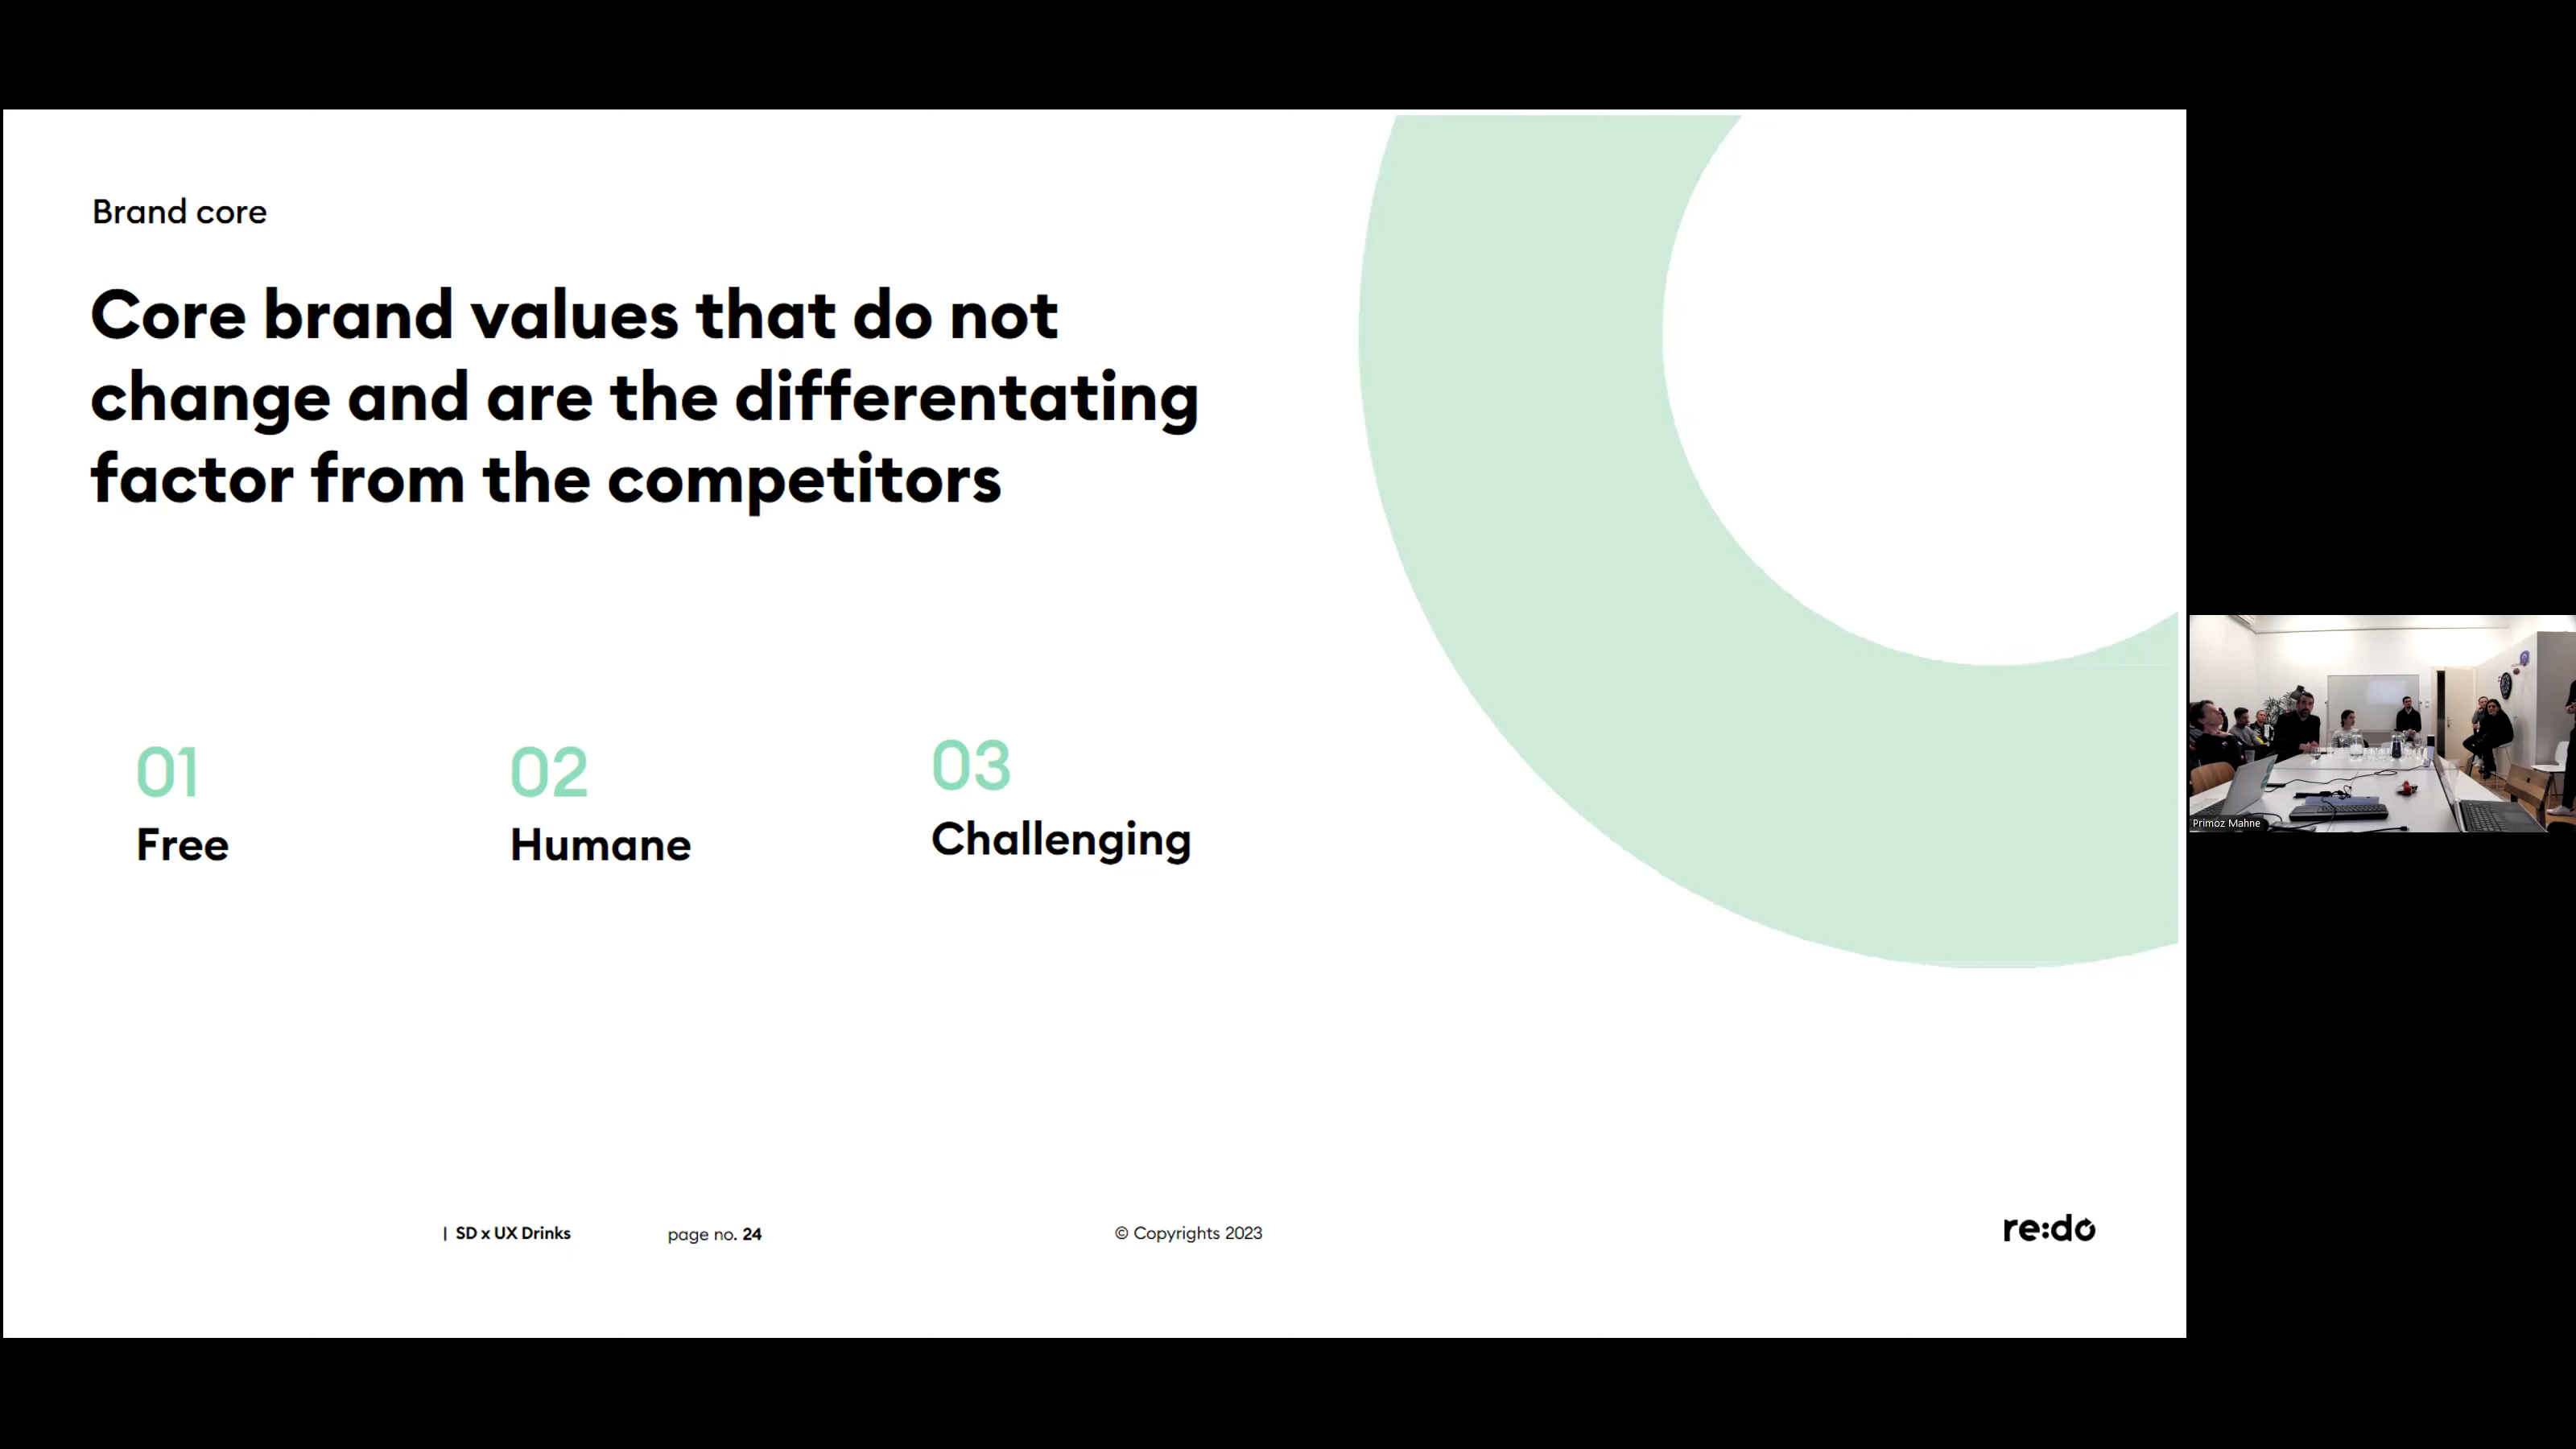 Brand core
Core brand values that do not
change and are the differentating
factor from the competitors
01
Free
02
Humane
03
Challenging
| SD x UX Drinks
page no. 24
© Copyrights 2023
re:do
Primoz Mahne